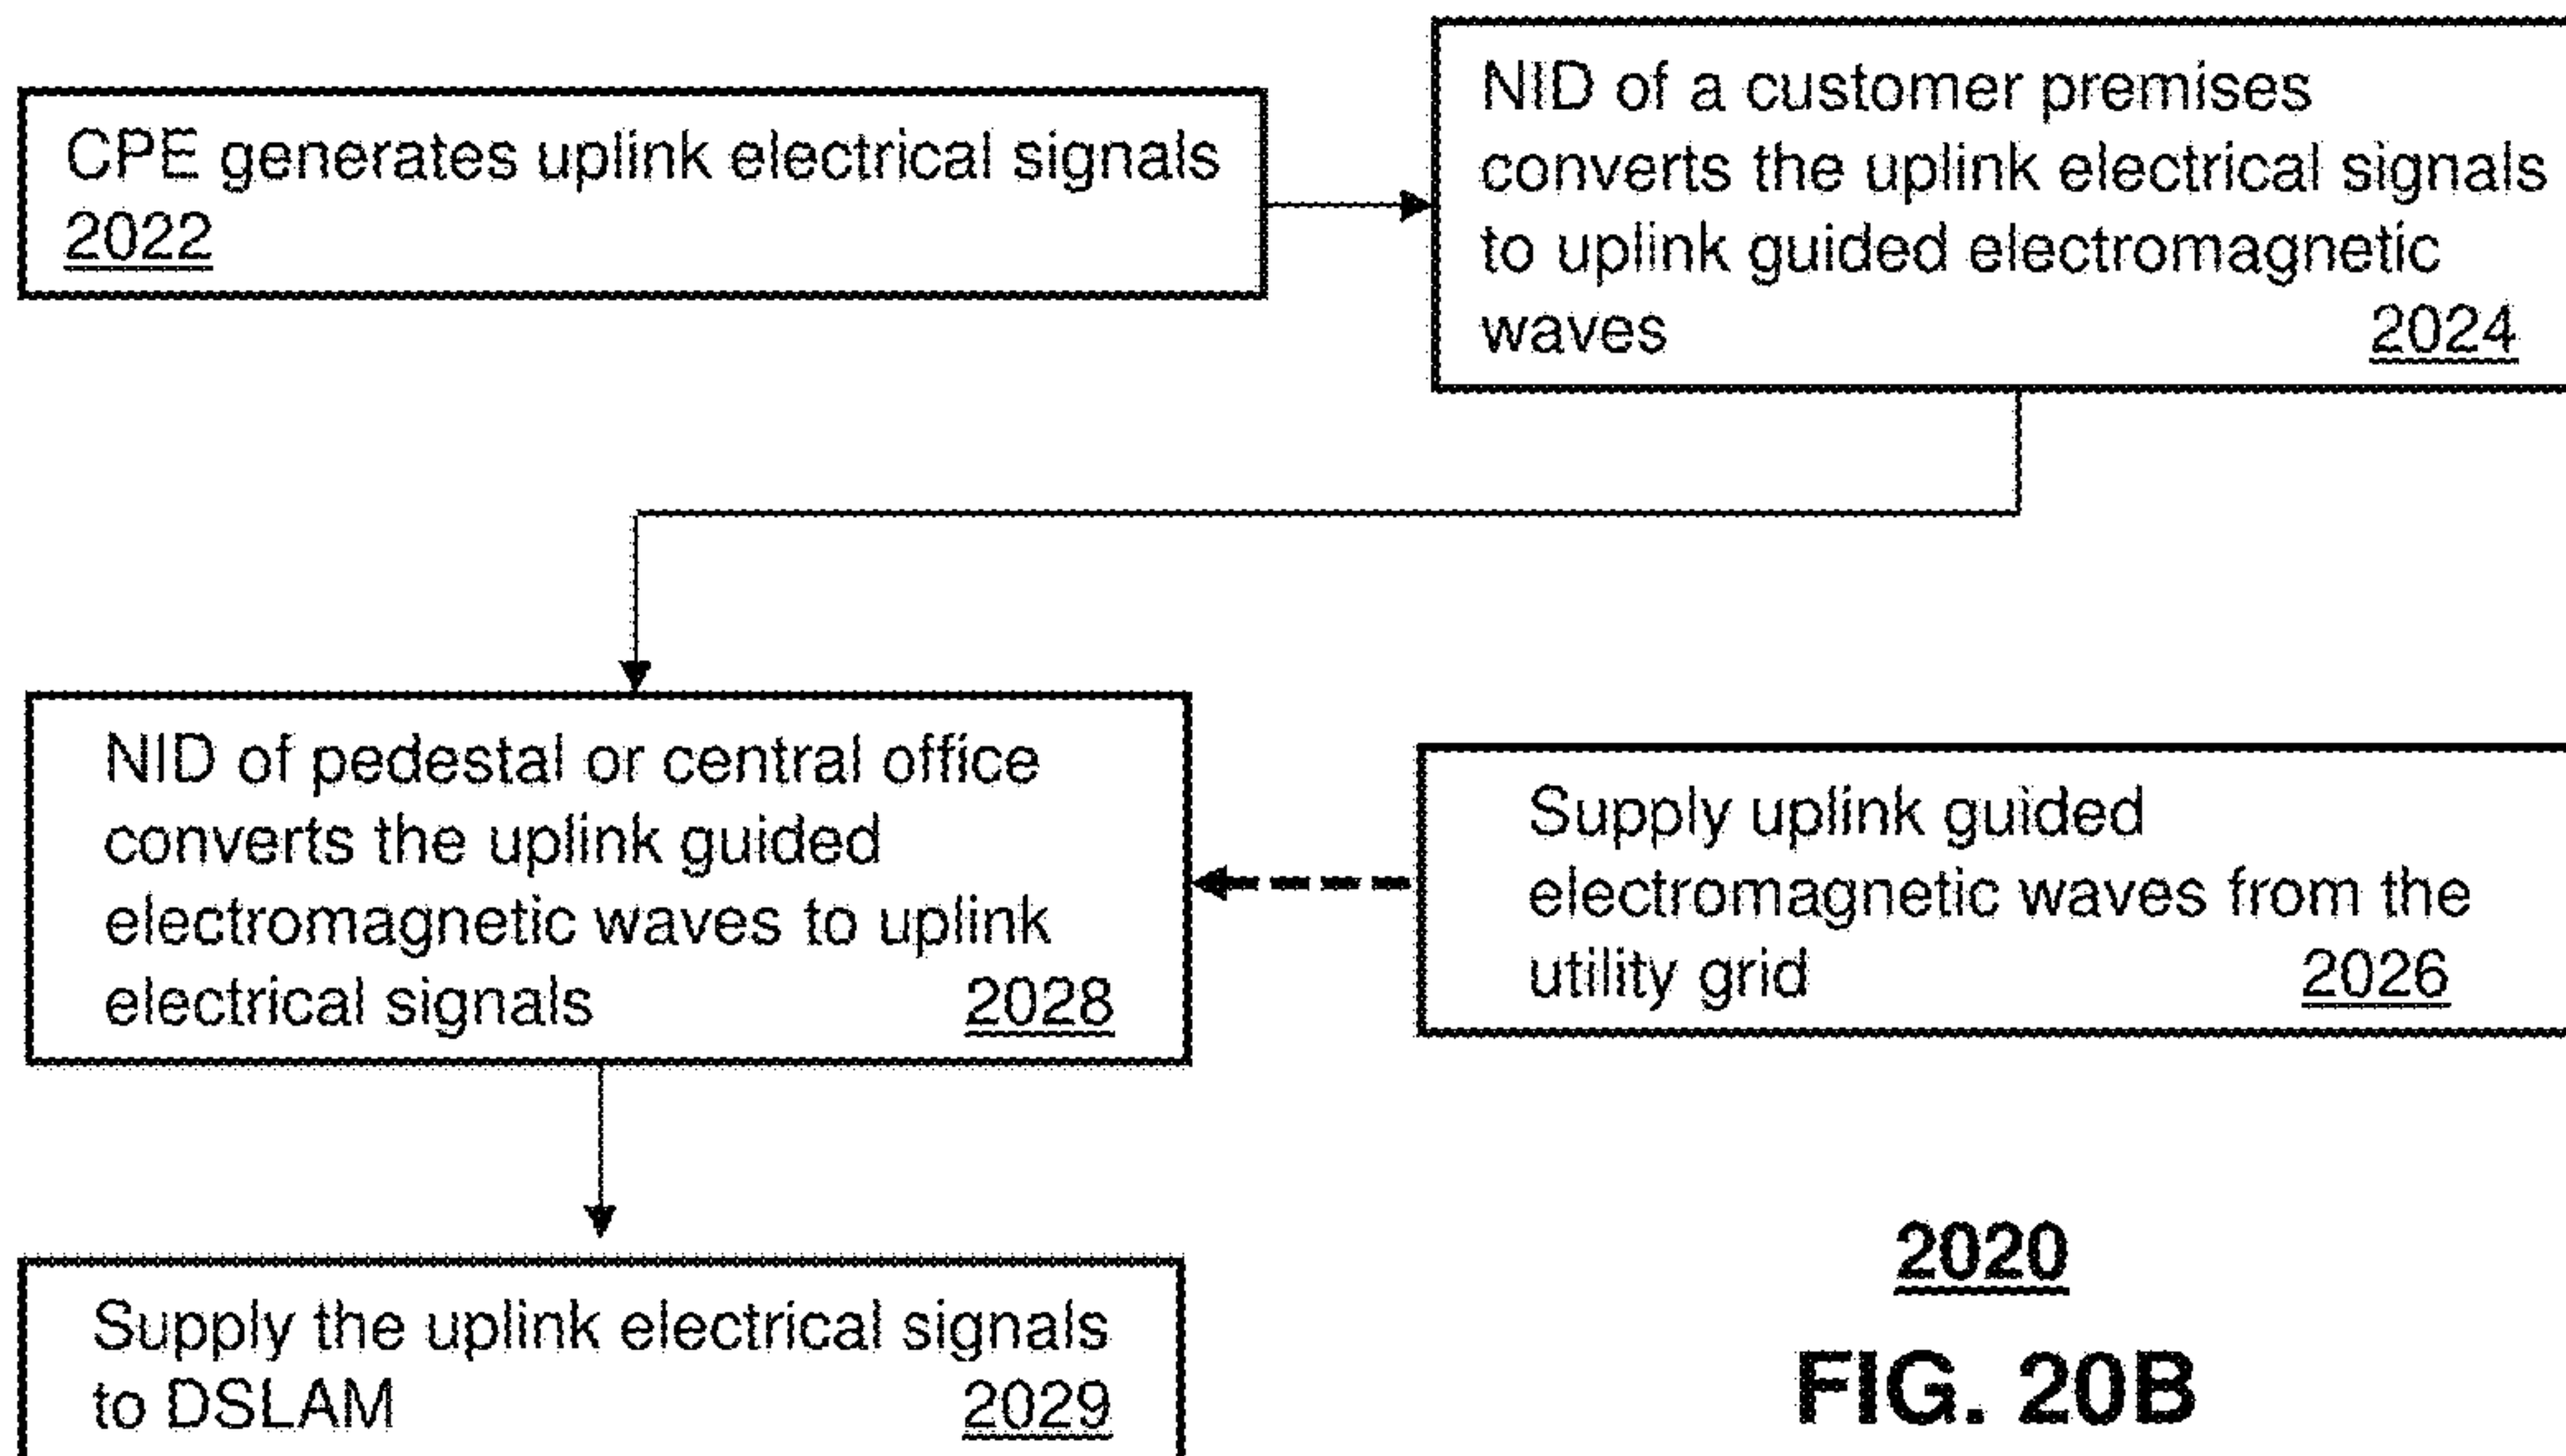 CPE generates uplink electrical signals
2022
NID of a customer premises
converts the uplink electrical signals
to uplink guided electromagnetic
waves 2024
NID of pedestal or central office
converts the uplink guided
electromagnetic waves to uplink
electrical signals 2028
Supply uplink guided
electromagnetic waves from the
utility grid 2026
Supply the uplink electrical signals
to DSLAM 2029
2020
FIG. 20B